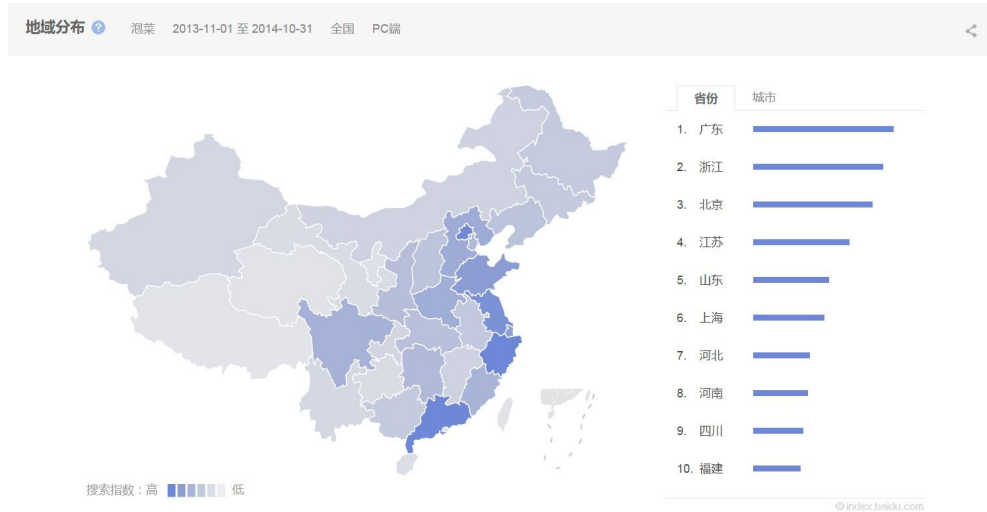 地域分布 ? 泡菜 2013-11-01 至 2014-10-31 全国 PC端
省份 城市
1. 广东
2. 浙江
3. 北京
4. 江苏
5. 山东
6. 上海
7. 河北
8. 河南
9. 四川
10. 福建
搜索指数：高 低
©index.baidu.com